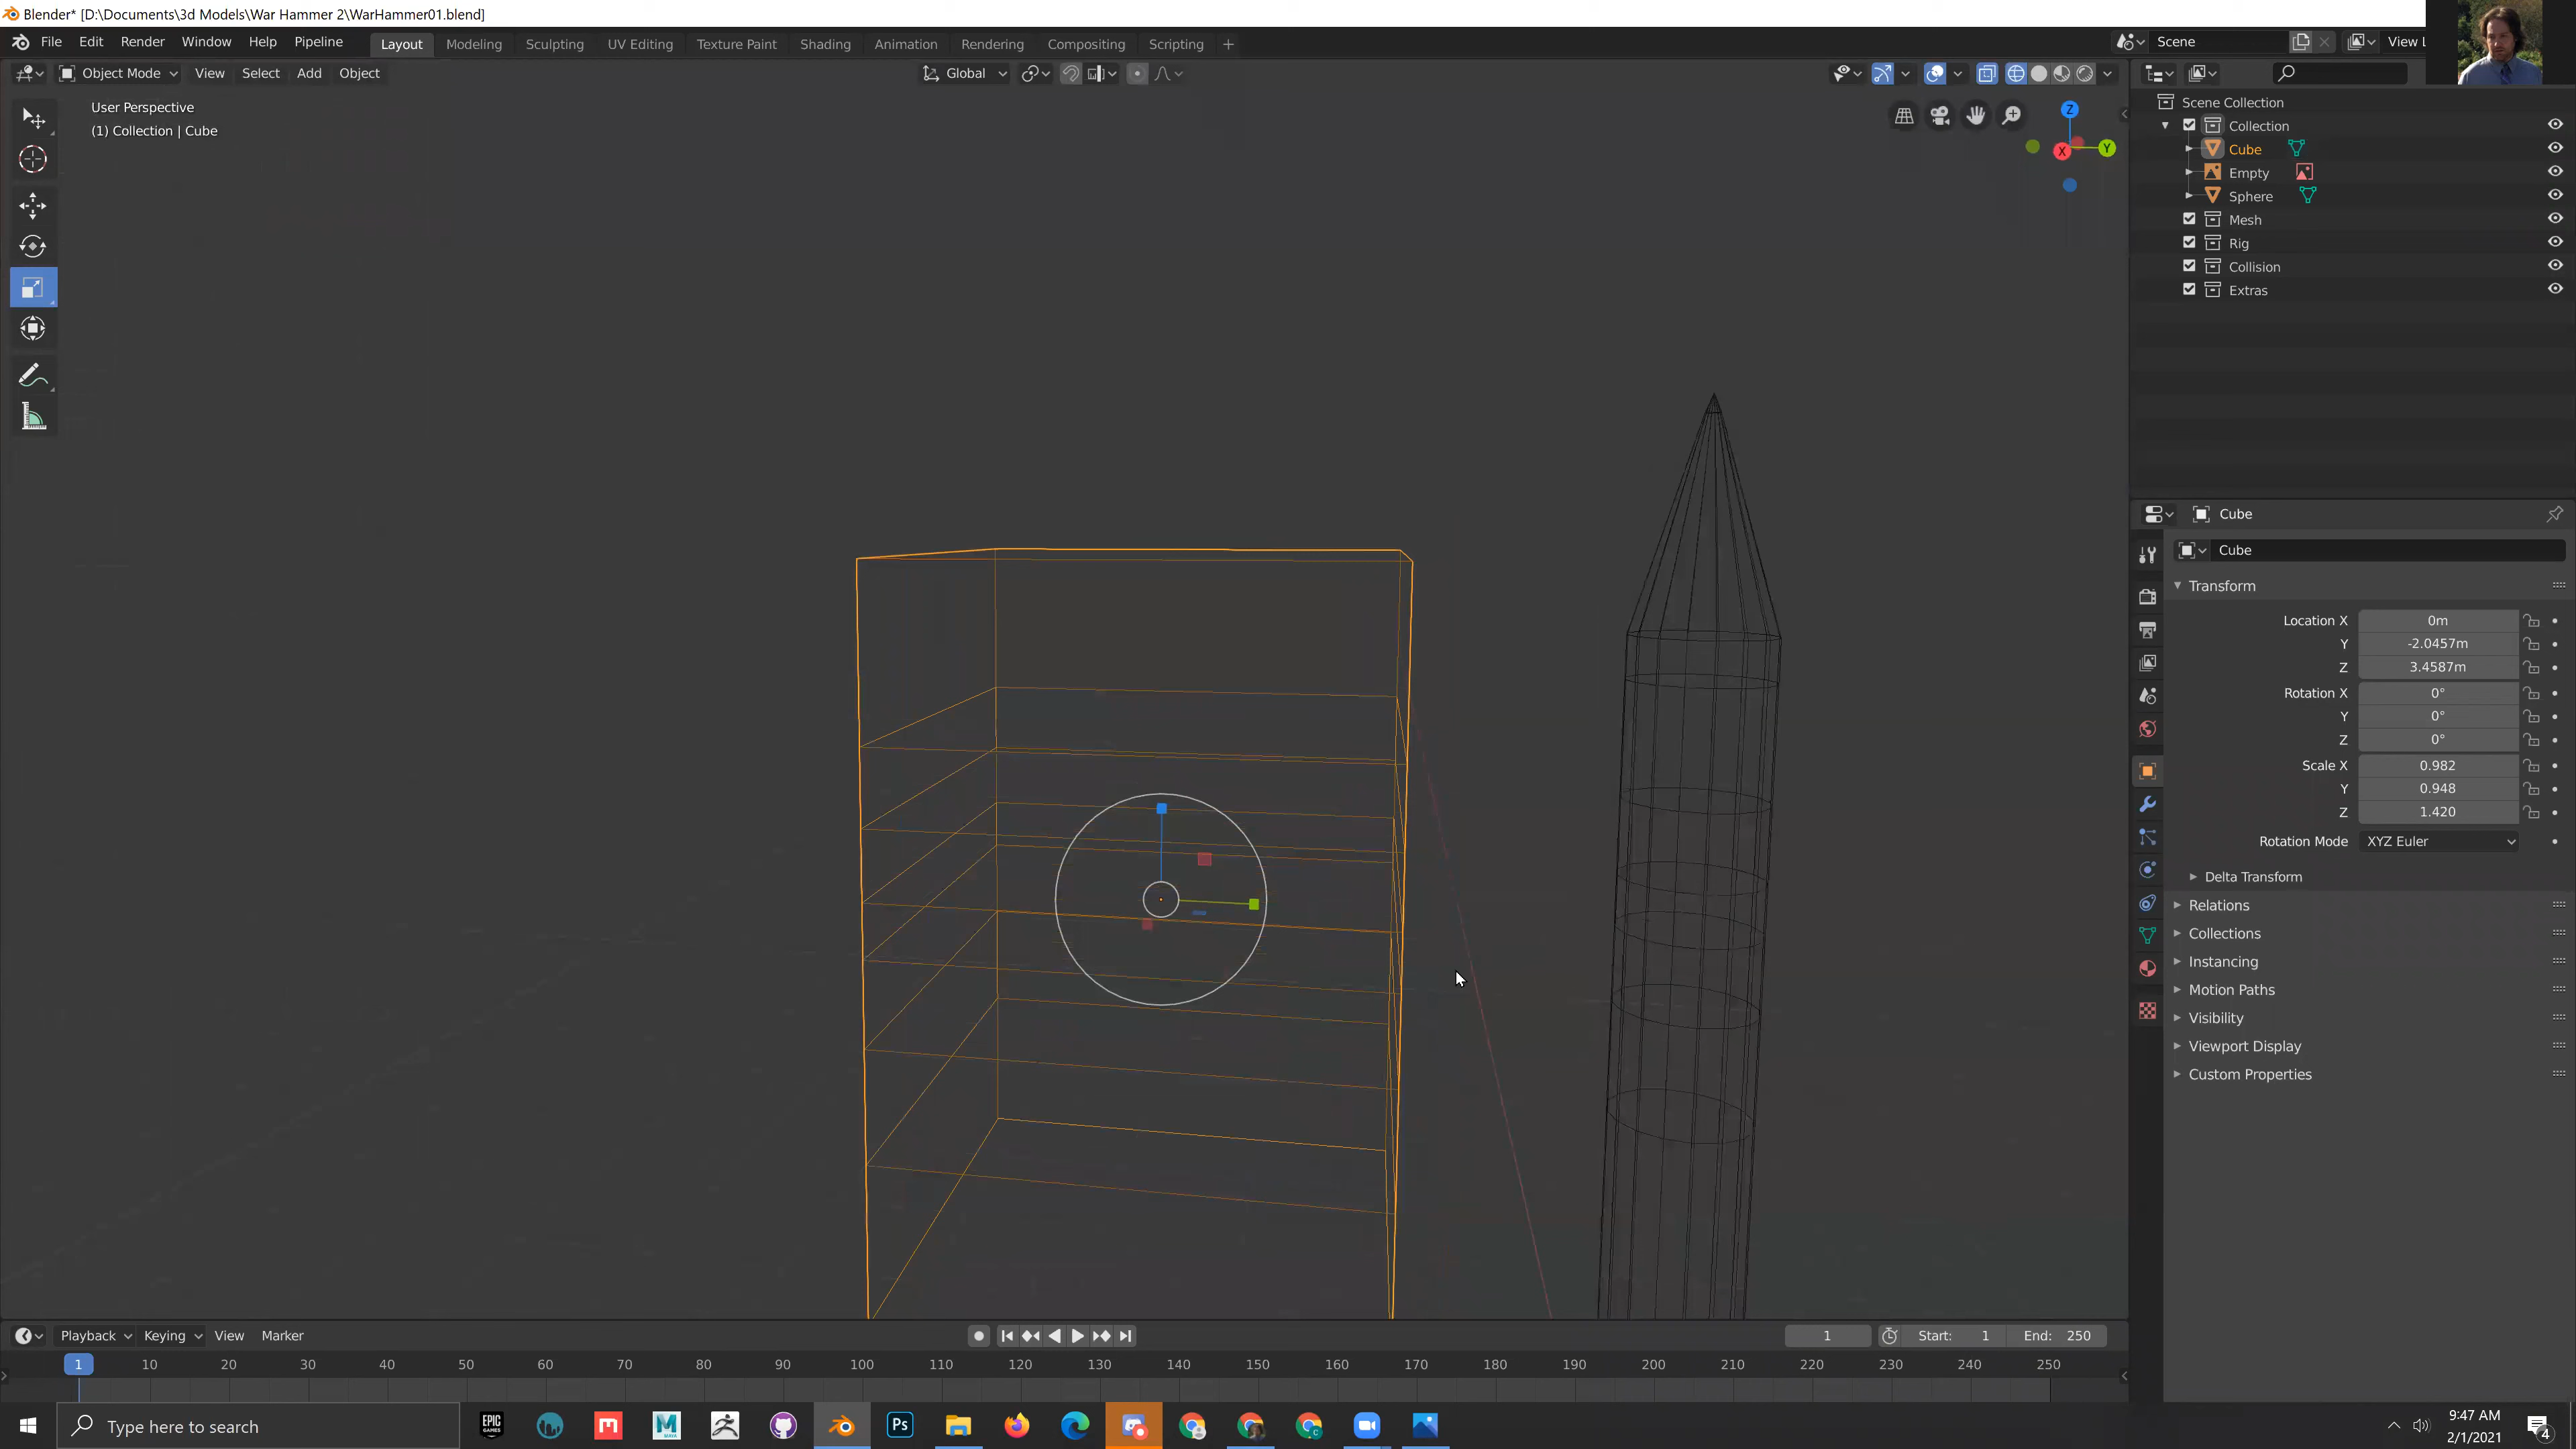 Blender* [D:\Documents\3d Models\War Hammer 2\WarHammer01.blend]
File Edit Render Window Help Pipeline Layout Modeling Sculpting UV Editing Texture Paint Shading Animation Rendering Compositing Scripting + Scene View L
Object Mode View Select Add Object Global
User Perspective
(1) Collection | Cube
Z
X Y
Scene Collection
Collection
Cube
Empty
Sphere
Mesh
Rig
Collision
Extras
Cube
Cube
Transform
Location X 0m
Y -2.0457m
Z 3.4587m
Rotation X 0°
Y 0°
Z 0°
Scale X 0.982
Y 0.948
Z 1.420
Rotation Mode XYZ Euler
Delta Transform
Relations
Collections
Instancing
Motion Paths
Visibility
Viewport Display
Custom Properties
Playback Keying View Marker 1 Start: 1 End: 250
1 10 20 30 40 50 60 70 80 90 100 110 120 130 140 150 160 170 180 190 200 210 220 230 240 250
Type here to search
EPIC GAMES
M
M
Ps
C
9:47 AM
2/1/2021
4